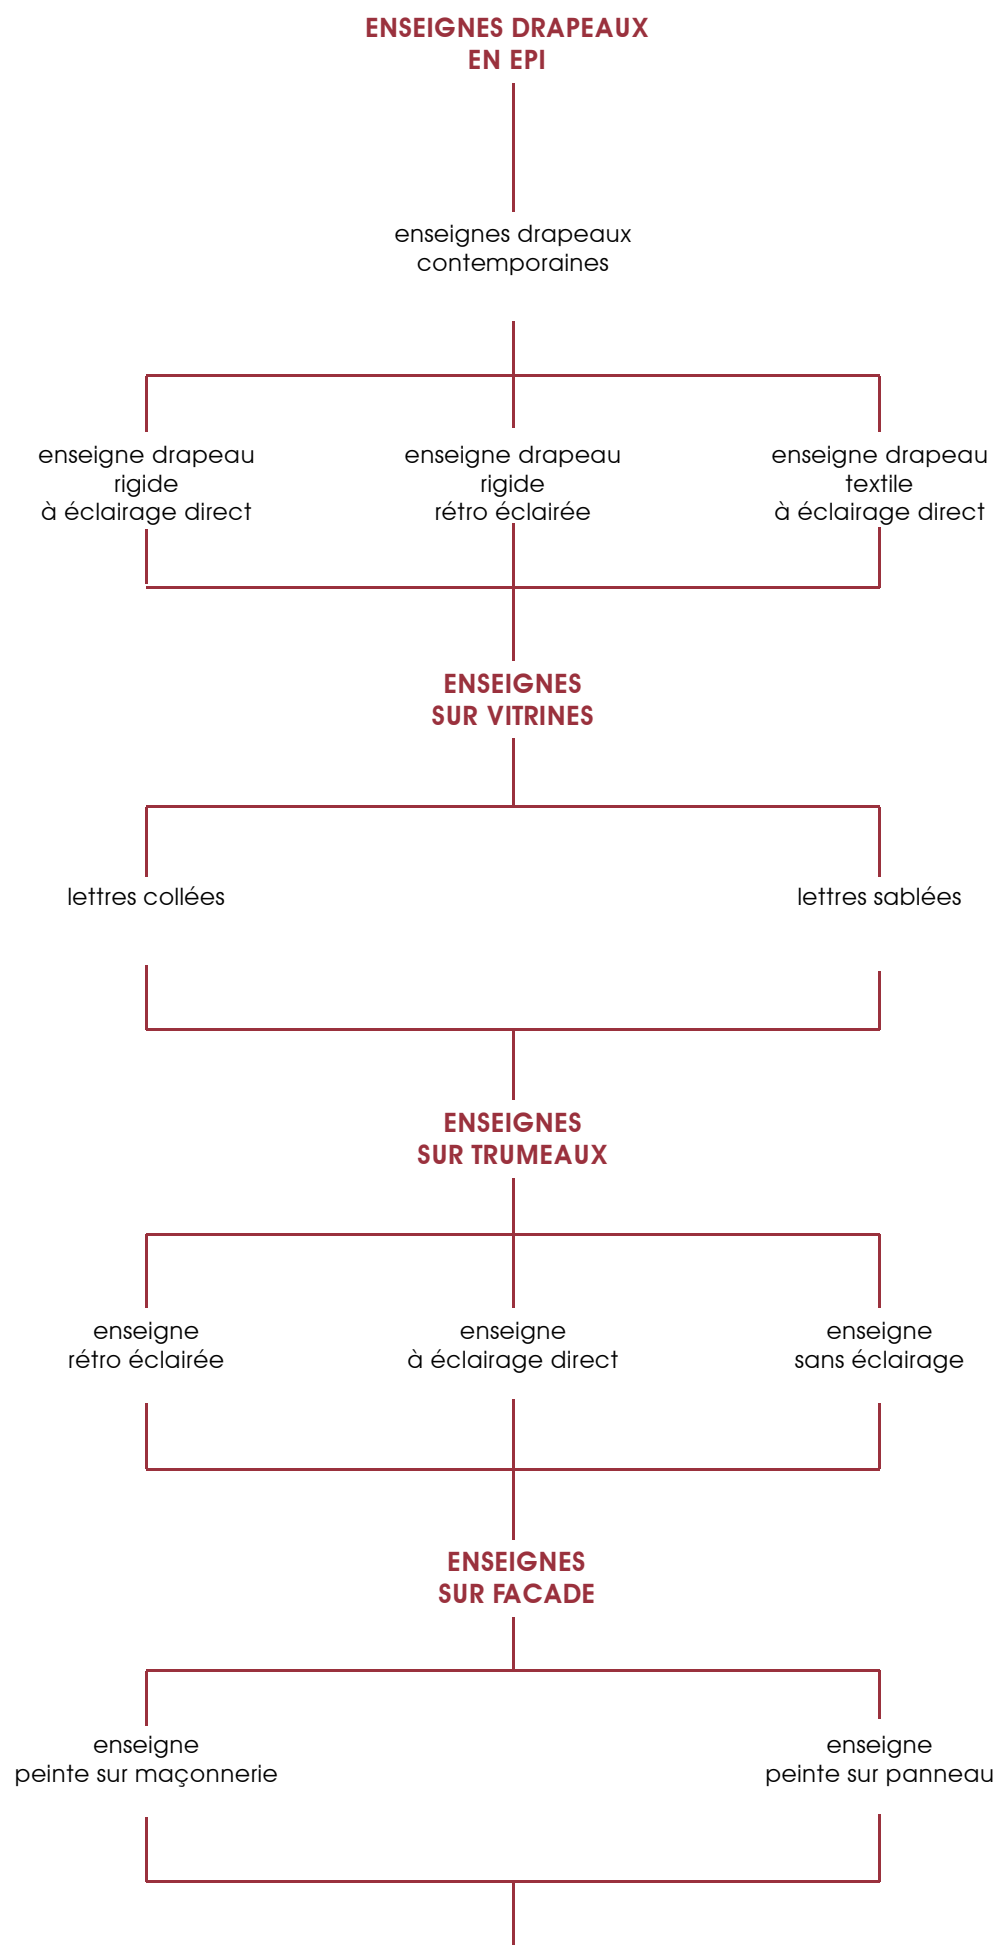 ENSEIGNES DRAPEAUX
EN EPI
enseignes drapeaux
contemporaines
enseigne drapeau
rigide
à éclairage direct
enseigne drapeau
rigide
rétro éclairée
enseigne drapeau
textile
à éclairage direct
ENSEIGNES
SUR VITRINES
lettres collées
lettres sablées
ENSEIGNES
SUR TRUMEAUX
enseigne
rétro éclairée
enseigne
à éclairage direct
enseigne
sans éclairage
ENSEIGNES
SUR FACADE
enseigne
peinte sur maçonnerie
enseigne
peinte sur panneau